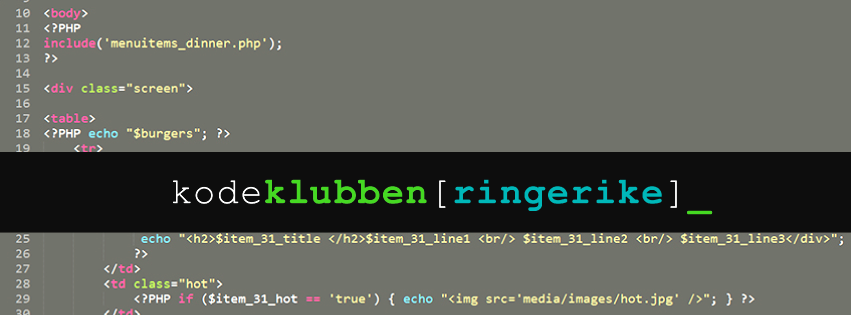 10 <body>
11 <?PHP
12 include('menuitems_dinner.php');
13 ?>
14
15 <div class="screen">
16
17 <table>
18 <?PHP echo "$burgers"; ?>
19 <tr>
kodeklubben[ringerike]_
25 echo "<h2>$item_31_title </h2>$item_31_line1 <br/> $item_31_line2 <br/> $item_31_line3</div>";
26 ?>
27 </td>
28 <td class="hot">
29 <?PHP if ($item_31_hot == 'true') { echo "<img src='media/images/hot.jpg' />"; } ?>
30 </td>